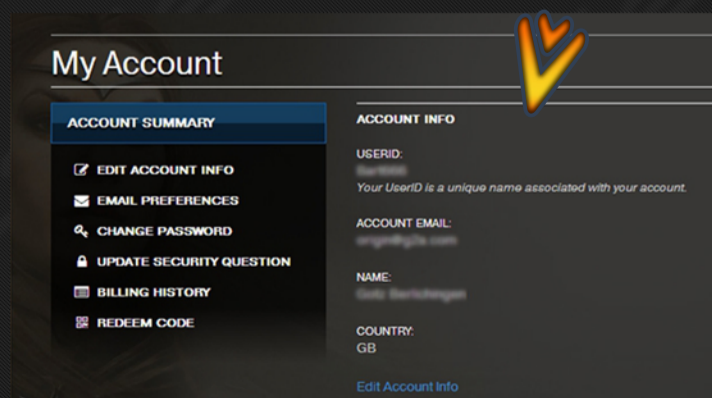 My Account
ACCOUNT SUMMARY
EDIT ACCOUNT INFO
EMAIL PREFERENCES
CHANGE PASSWORD
UPDATE SECURITY QUESTION
BILLING HISTORY
REDEEM CODE
ACCOUNT INFO
USERID:
Your UserID is a unique name associated with your account.
ACCOUNT EMAIL:
NAME:
COUNTRY:
GB
Edit Account Info